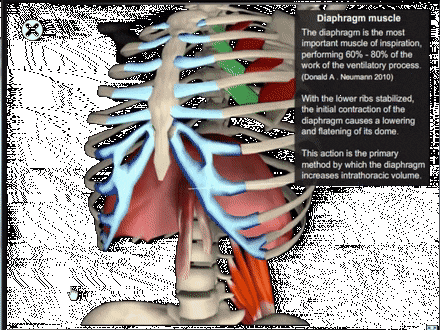 Diaphragm muscle
The diaphragm is the most
important muscle of inspiration,
performing 60% - 80% of the
work of the ventilatory process.
(Donald A . Neumann 2010)
With the lower ribs stabilized,
the initial contraction of the
diaphragm causes a lowering
and flatening of its dome.
This action is the primary
method by which the diaphragm
increases intrathoracic volume.